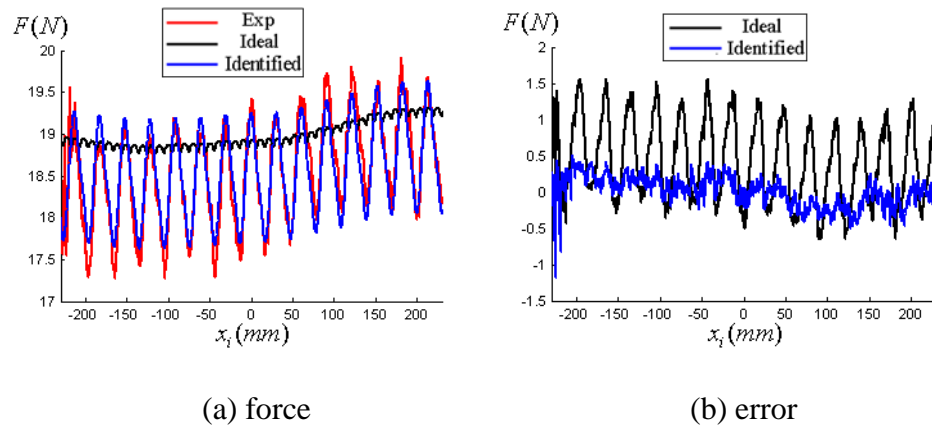 F(N)
Exp
Ideal
Identified
20
19.5
19
18.5
18
17.5
17
-200 -150 -100 -50 0 50 100 150 200
x_i(mm)
(a) force
F(N)
Ideal
Identified
2
1.5
1
0.5
0
-0.5
-1
-1.5
-200 -150 -100 -50 0 50 100 150 200
x_i(mm)
(b) error